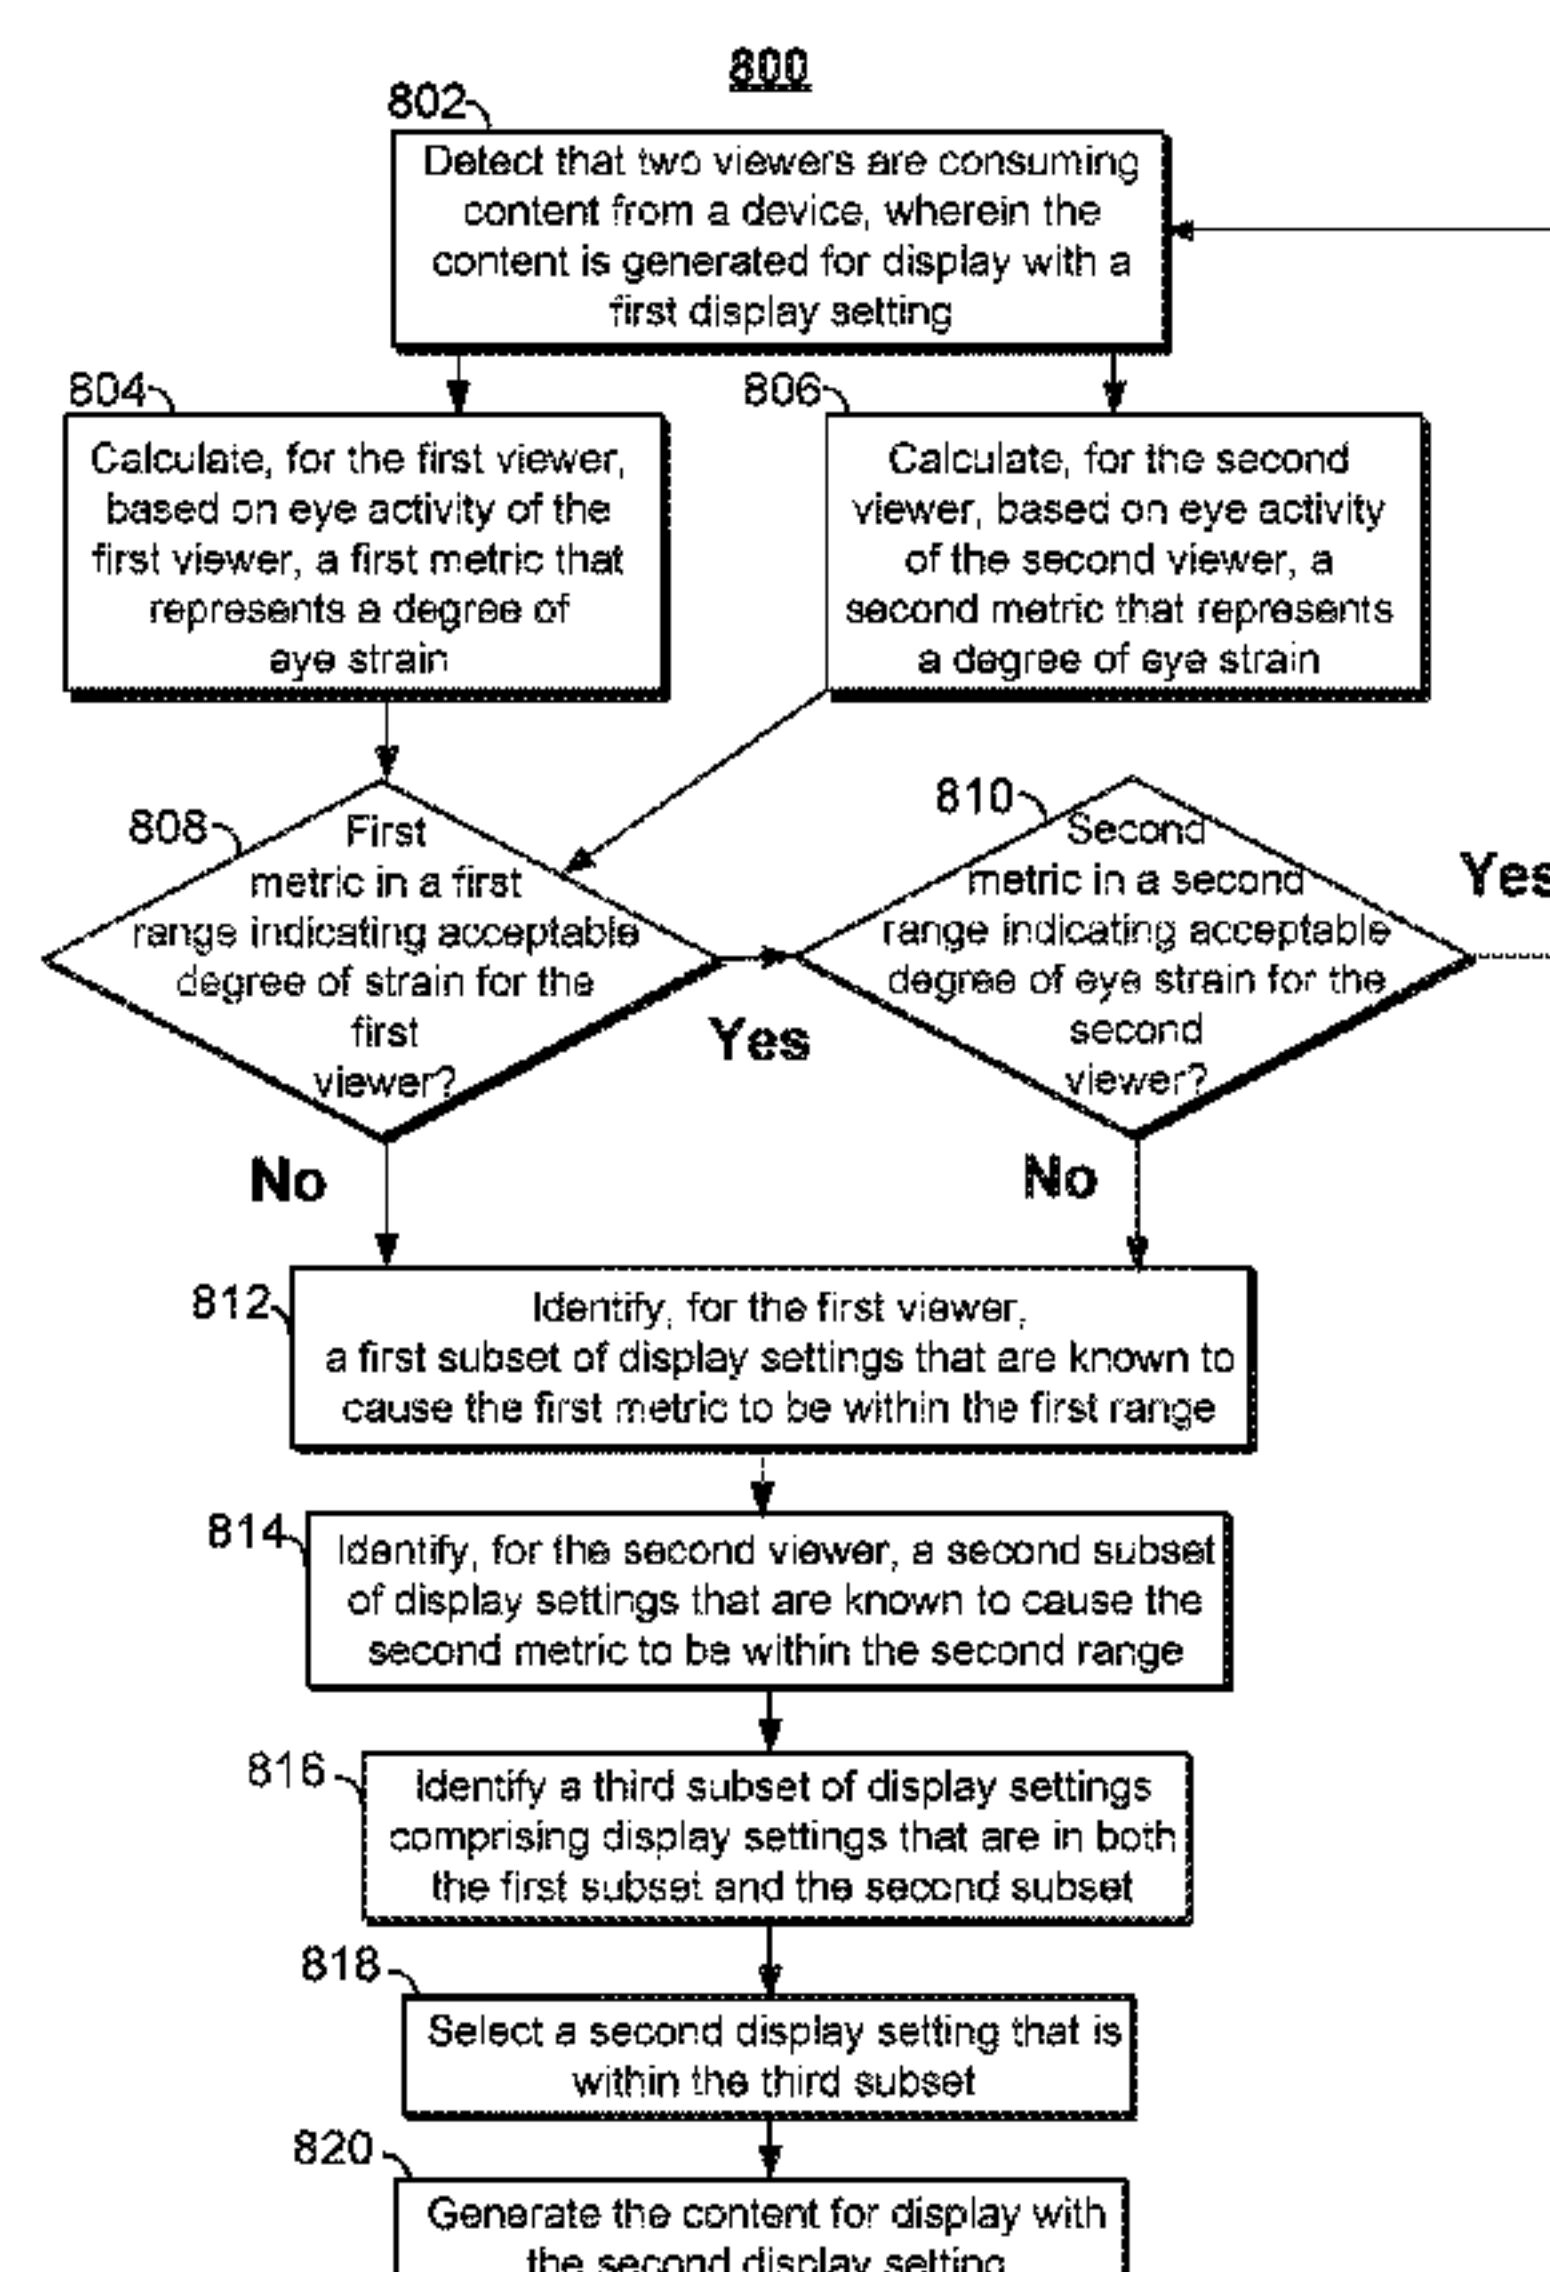 800
802
Detect that two viewers are consuming
content from a device, wherein the
content is generated for display with a
first display setting
804
Calculate, for the first viewer,
based on eye activity of the
first viewer, a first metric that
represents a degree of
eye strain
806
Calculate, for the second
viewer, based on eye activity
of the second viewer, a
second metric that represents
a degree of eye strain
808
First
metric in a first
range indicating acceptable
degree of strain for the
first
viewer?
Yes
No
810
Second
metric in a second
range indicating acceptable
degree of eye strain for the
second
viewer?
Yes
No
812
Identify, for the first viewer,
a first subset of display settings that are known to
cause the first metric to be within the first range
814
Identify, for the second viewer, a second subset
of display settings that are known to cause the
second metric to be within the second range
816
Identify a third subset of display settings
comprising display settings that are in both
the first subset and the second subset
818
Select a second display setting that is
within the third subset
820
Generate the content for display with
the second display setting